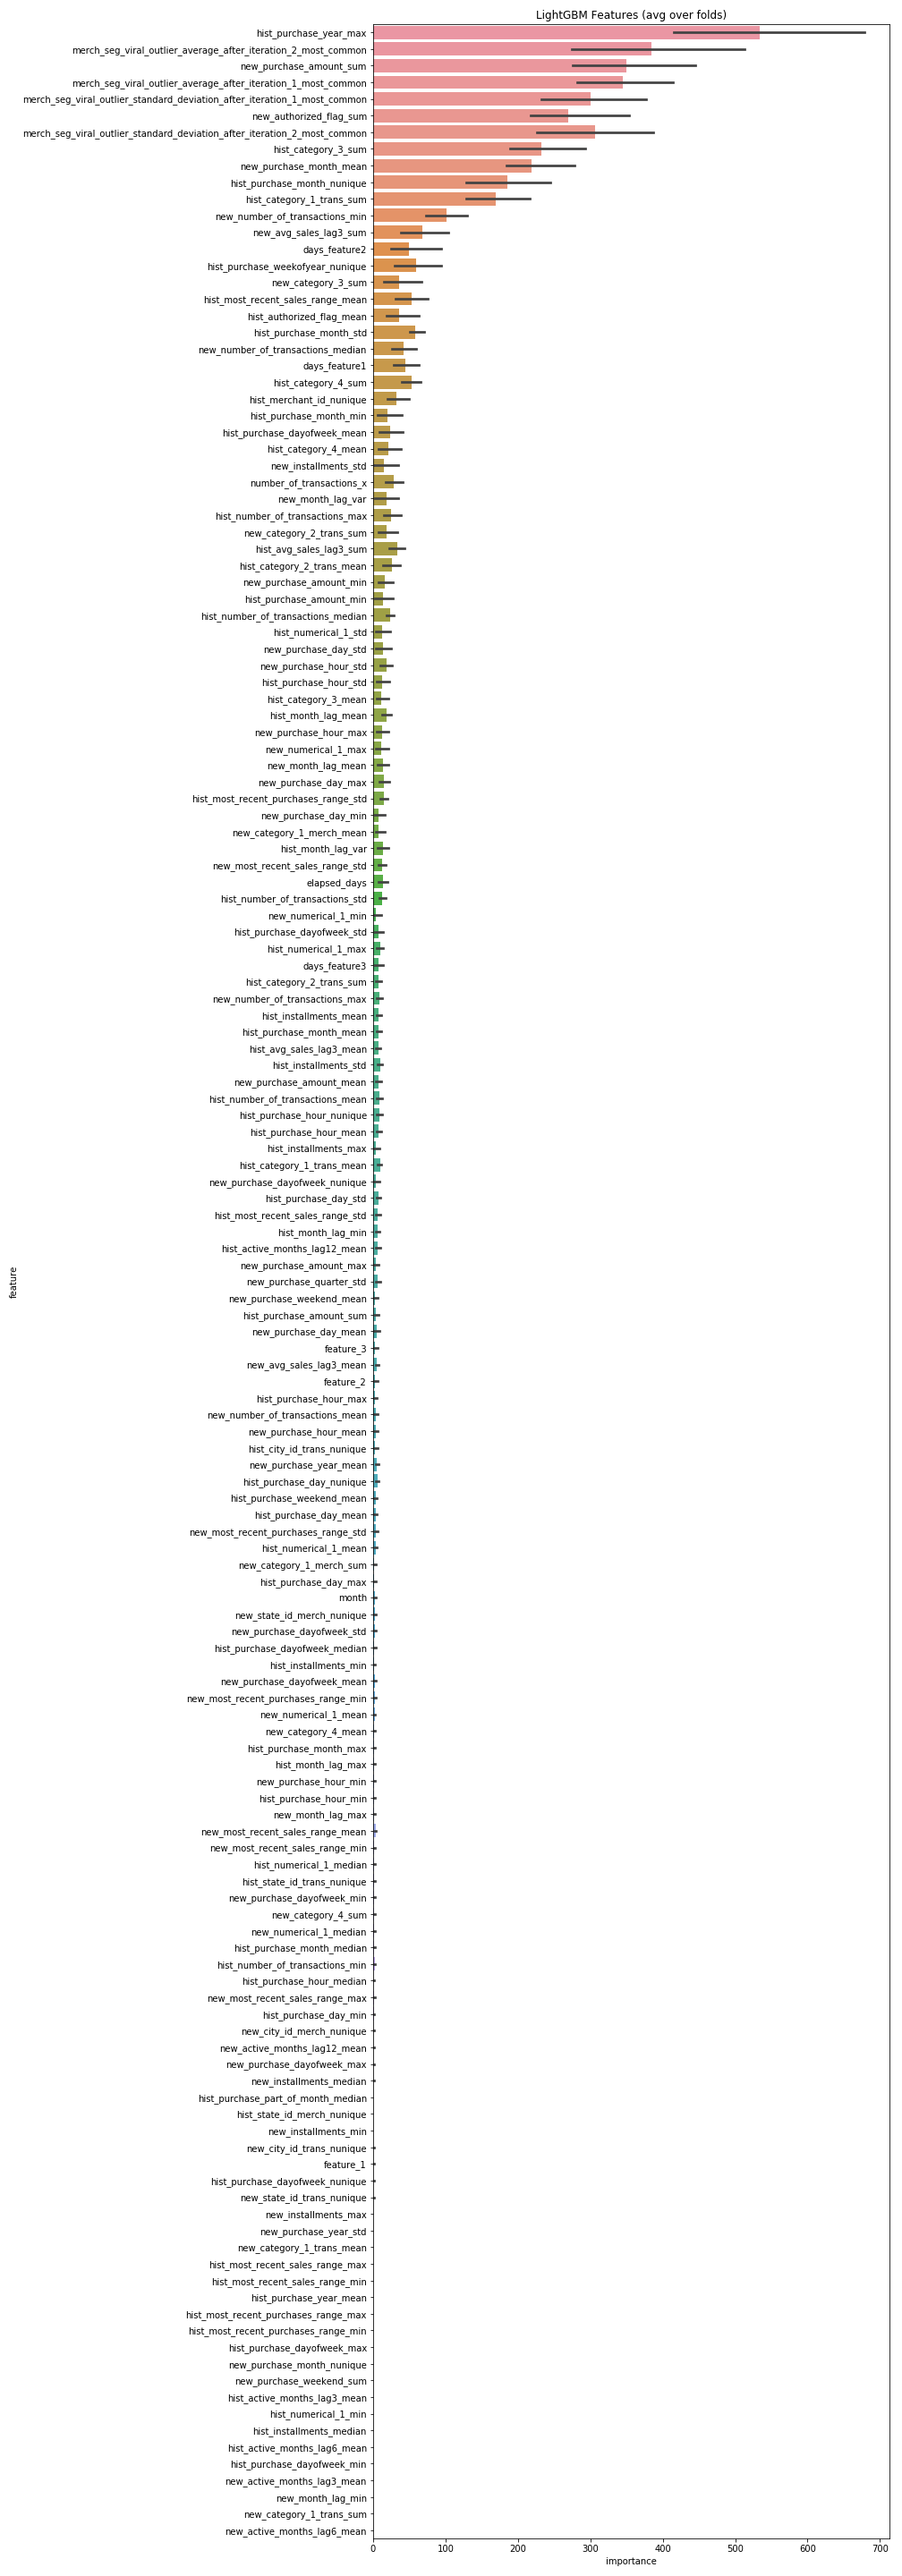 LightGBM Features (avg over folds)
hist_purchase_year_max
merch_seg_viral_outlier_average_after_iteration_2_most_common
new_purchase_amount_sum
merch_seg_viral_outlier_average_after_iteration_1_most_common
merch_seg_viral_outlier_standard_deviation_after_iteration_1_most_common
new_authorized_flag_sum
merch_seg_viral_outlier_standard_deviation_after_iteration_2_most_common
hist_category_3_sum
new_purchase_month_mean
hist_purchase_month_nunique
hist_category_1_trans_sum
new_number_of_transactions_min
new_avg_sales_lag3_sum
days_feature2
hist_purchase_weekofyear_nunique
new_category_3_sum
hist_most_recent_sales_range_mean
hist_authorized_flag_mean
hist_purchase_month_std
new_number_of_transactions_median
days_feature1
hist_category_4_sum
hist_merchant_id_nunique
hist_purchase_month_min
hist_purchase_dayofweek_mean
hist_category_4_mean
new_installments_std
number_of_transactions_x
new_month_lag_var
hist_number_of_transactions_max
new_category_2_trans_sum
hist_avg_sales_lag3_sum
hist_category_2_trans_mean
new_purchase_amount_min
hist_purchase_amount_min
hist_number_of_transactions_median
hist_numerical_1_std
new_purchase_day_std
new_purchase_hour_std
hist_purchase_hour_std
hist_category_3_mean
hist_month_lag_mean
new_purchase_hour_max
new_numerical_1_max
new_month_lag_mean
new_purchase_day_max
hist_most_recent_purchases_range_std
new_purchase_day_min
new_category_1_merch_mean
hist_month_lag_var
new_most_recent_sales_range_std
elapsed_days
hist_number_of_transactions_std
new_numerical_1_min
hist_purchase_dayofweek_std
hist_numerical_1_max
days_feature3
hist_category_2_trans_sum
new_number_of_transactions_max
hist_installments_mean
hist_purchase_month_mean
hist_avg_sales_lag3_mean
hist_installments_std
new_purchase_amount_mean
hist_number_of_transactions_mean
hist_purchase_hour_nunique
hist_purchase_hour_mean
hist_installments_max
hist_category_1_trans_mean
new_purchase_dayofweek_nunique
hist_purchase_day_std
hist_most_recent_sales_range_std
hist_month_lag_min
hist_active_months_lag12_mean
new_purchase_amount_max
new_purchase_quarter_std
new_purchase_weekend_mean
hist_purchase_amount_sum
new_purchase_day_mean
feature_3
new_avg_sales_lag3_mean
feature_2
hist_purchase_hour_max
new_number_of_transactions_mean
new_purchase_hour_mean
hist_city_id_trans_nunique
new_purchase_year_mean
hist_purchase_day_nunique
hist_purchase_weekend_mean
hist_purchase_day_mean
new_most_recent_purchases_range_std
hist_numerical_1_mean
new_category_1_merch_sum
hist_purchase_day_max
month
new_state_id_merch_nunique
new_purchase_dayofweek_std
hist_purchase_dayofweek_median
hist_installments_min
new_purchase_dayofweek_mean
new_most_recent_purchases_range_min
new_numerical_1_mean
new_category_4_mean
hist_purchase_month_max
hist_month_lag_max
new_purchase_hour_min
hist_purchase_hour_min
new_month_lag_max
new_most_recent_sales_range_mean
new_most_recent_sales_range_min
hist_numerical_1_median
hist_state_id_trans_nunique
new_purchase_dayofweek_min
new_category_4_sum
new_numerical_1_median
hist_purchase_month_median
hist_number_of_transactions_min
hist_purchase_hour_median
new_most_recent_sales_range_max
hist_purchase_day_min
new_city_id_merch_nunique
new_active_months_lag12_mean
new_purchase_dayofweek_max
new_installments_median
hist_purchase_part_of_month_median
hist_state_id_merch_nunique
new_installments_min
new_city_id_trans_nunique
feature_1
hist_purchase_dayofweek_nunique
new_state_id_trans_nunique
new_installments_max
new_purchase_year_std
new_category_1_trans_mean
hist_most_recent_sales_range_max
hist_most_recent_sales_range_min
hist_purchase_year_mean
hist_most_recent_purchases_range_max
hist_most_recent_purchases_range_min
hist_purchase_dayofweek_max
new_purchase_month_nunique
new_purchase_weekend_sum
hist_active_months_lag3_mean
hist_numerical_1_min
hist_installments_median
hist_active_months_lag6_mean
hist_purchase_dayofweek_min
new_active_months_lag3_mean
new_month_lag_min
new_category_1_trans_sum
new_active_months_lag6_mean
feature
0 100 200 300 400 500 600 700
importance